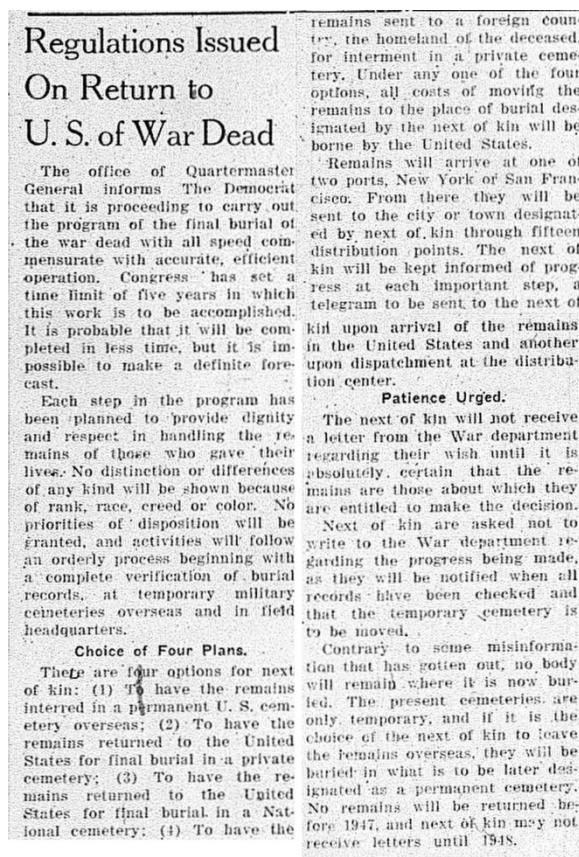 Regulations Issued
On Return to
U. S. of War Dead
The office of Quartermaster
General informs The Democrat
that it is proceeding to carry out
the program of the final burial of
the war dead with all speed com-
mensurate with accurate, efficient
operation. Congress has set a
time limit of five years in which
this work is to be accomplished.
It is probable that it will be com-
pleted in less time, but it is im-
possible to make a definite fore-
cast.
Each step in the program has
been planned to provide dignity
and respect in handling the re-
mains of those who gave their
lives. No distinction or differences
of any kind will be shown because
of rank, race, creed or color. No
priorities of disposition will be
granted, and activities will follow
an orderly process beginning with
a complete verification of burial
records, at temporary military
cemeteries overseas and in field
headquarters.
Choice of Four Plans.
There are four options for next
of kin: (1) To have the remains
interred in a permanent U. S. cem-
etery overseas; (2) To have the
remains returned to the United
States for final burial in a private
cemetery; (3) To have the re-
mains returned to the United
States for final burial in a Nat-
ional cemetery; (4) To have the
remains sent to a foreign coun-
try, the homeland of the deceased,
for interment in a private ceme-
tery. Under any one of the four
options, all costs of moving the
remains to the place of burial des-
ignated by the next of kin will be
borne by the United States.
Remains will arrive at one of
two ports, New York or San Fran-
cisco. From there they will be
sent to the city or town designat-
ed by next of kin through fifteen
distribution points. The next of
kin will be kept informed of prog-
ress at each important step, a
telegram to be sent to the next of
kin upon arrival of the remains
in the United States and another
upon dispatchment at the distribu-
tion center.
Patience Urged.
The next of kin will not receive
a letter from the War department
regarding their wish until it is
absolutely certain that the re-
mains are those about which they
are entitled to make the decision.
Next of kin are asked not to
write to the War department re-
garding the progress being made,
as they will be notified when all
records have been checked and
that the temporary cemetery is
to be moved.
Contrary to some misinforma-
tion that has gotten out, no body
will remain where it is now bur-
ied. The present cemeteries are
only temporary, and if it is the
choice of the next of kin to leave
the remains overseas, they will be
buried in what is to be later des-
ignated as a permanent cemetery.
No remains will be returned be-
fore 1947, and next of kin may not
receive letters until 1948.